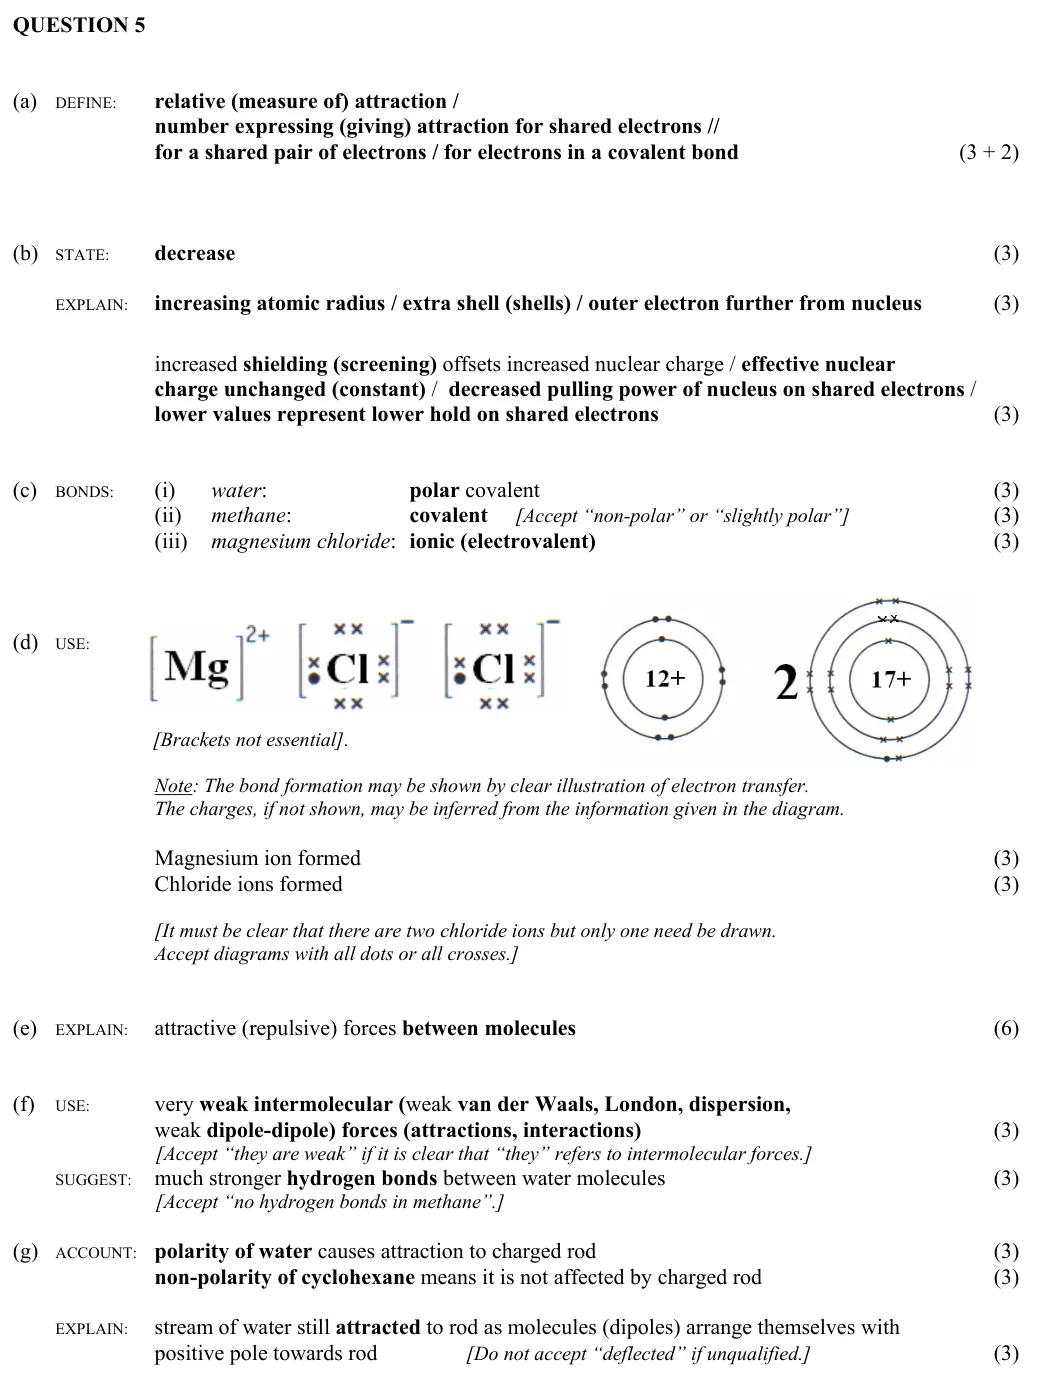 QUESTION 5
(a) DEFINE: relative (measure of) attraction /
number expressing (giving) attraction for shared electrons //
for a shared pair of electrons / for electrons in a covalent bond (3 + 2)
(b) STATE: decrease (3)
EXPLAIN: increasing atomic radius / extra shell (shells) / outer electron further from nucleus (3)
increased shielding (screening) offsets increased nuclear charge / effective nuclear
charge unchanged (constant) / decreased pulling power of nucleus on shared electrons /
lower values represent lower hold on shared electrons (3)
(c) BONDS: (i) water: polar covalent (3)
(ii) methane: covalent [Accept “non-polar” or “slightly polar”] (3)
(iii) magnesium chloride: ionic (electrovalent) (3)
(d) USE: [Mg]2+ [Cl]− [Cl]− 12+ 2 17+
[Brackets not essential].
Note: The bond formation may be shown by clear illustration of electron transfer.
The charges, if not shown, may be inferred from the information given in the diagram.
Magnesium ion formed (3)
Chloride ions formed (3)
[It must be clear that there are two chloride ions but only one need be drawn.
Accept diagrams with all dots or all crosses.]
(e) EXPLAIN: attractive (repulsive) forces between molecules (6)
(f) USE: very weak intermolecular (weak van der Waals, London, dispersion,
weak dipole-dipole) forces (attractions, interactions) (3)
[Accept “they are weak” if it is clear that “they” refers to intermolecular forces.]
SUGGEST: much stronger hydrogen bonds between water molecules (3)
[Accept “no hydrogen bonds in methane”.]
(g) ACCOUNT: polarity of water causes attraction to charged rod (3)
non-polarity of cyclohexane means it is not affected by charged rod (3)
EXPLAIN: stream of water still attracted to rod as molecules (dipoles) arrange themselves with
positive pole towards rod [Do not accept “deflected” if unqualified.] (3)